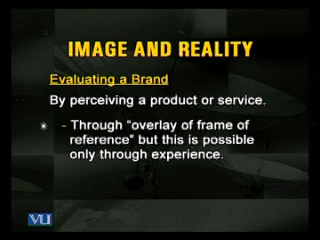 IMAGE AND REALITY
Evaluating a Brand
By perceiving a product or service.
- Through "overlay of frame of
reference" but this is possible
only through experience.
VU